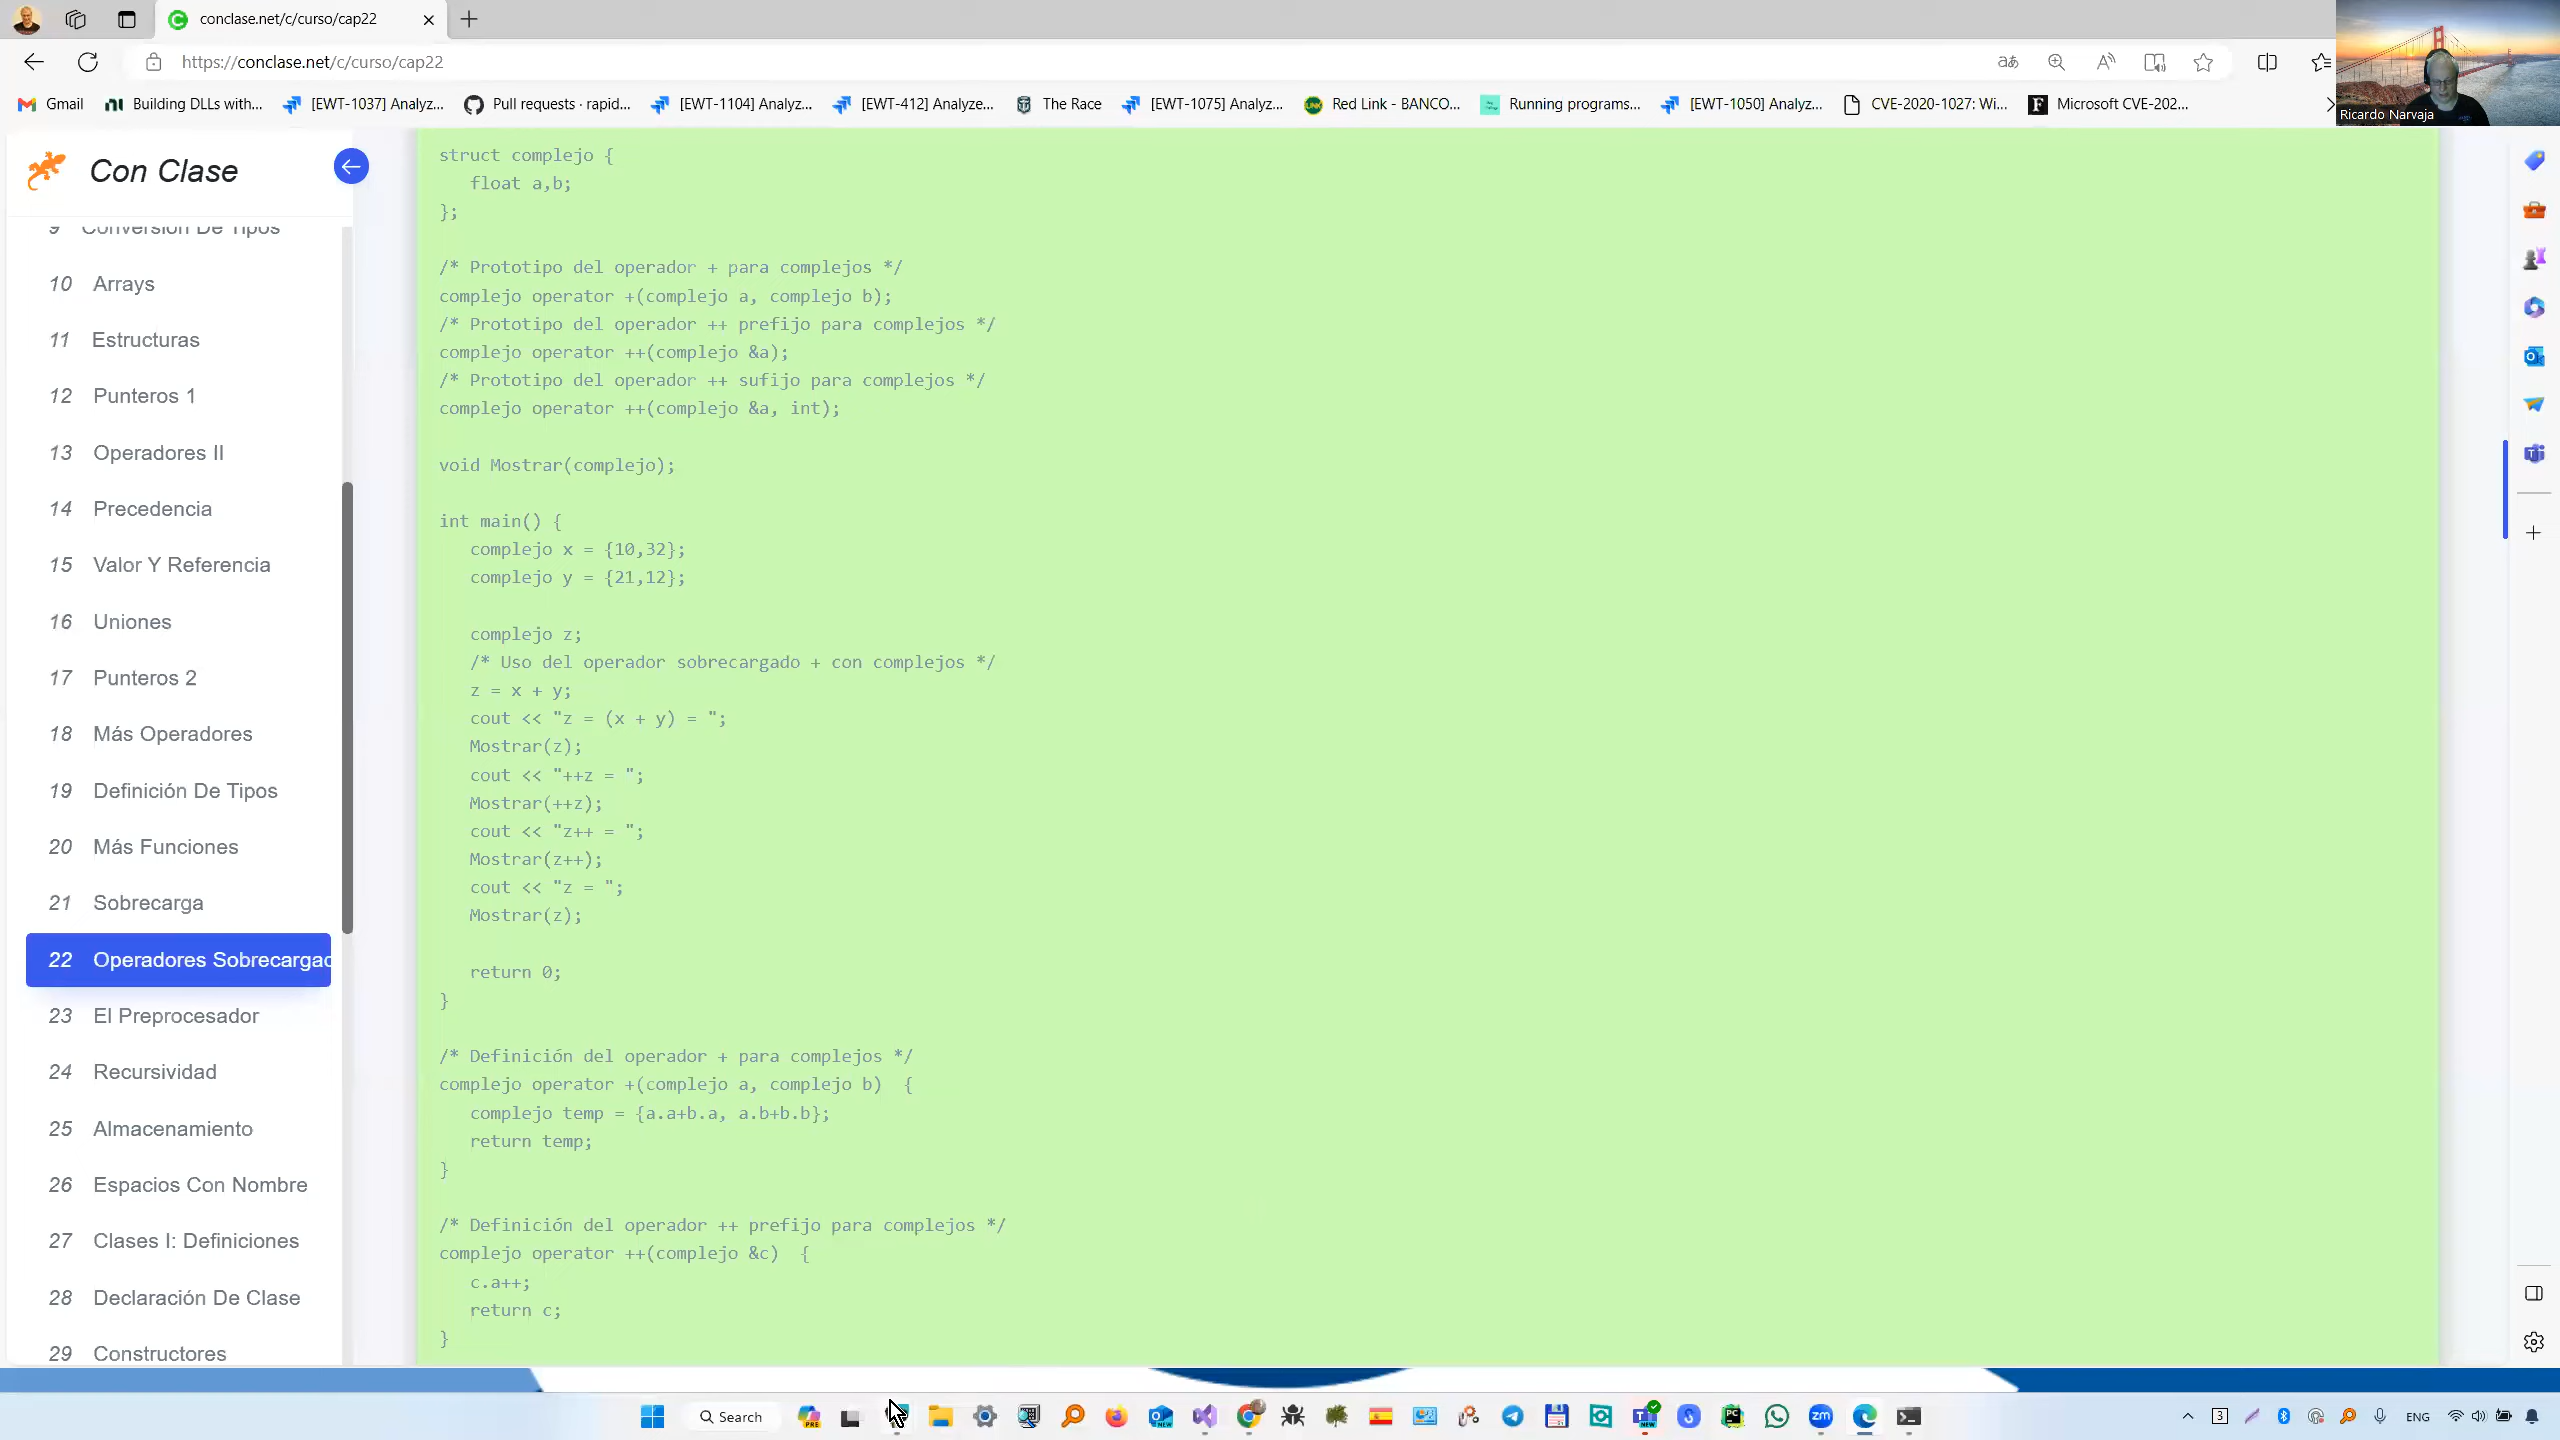 conclase.net/c/curso/cap22
https://conclase.net/c/curso/cap22
Gmail
Building DLLs with...
[EWT-1037] Analyz...
Pull requests · rapid...
[EWT-1104] Analyz...
[EWT-412] Analyze...
The Race
[EWT-1075] Analyz...
Red Link - BANCO...
Running programs...
[EWT-1050] Analyz...
CVE-2020-1027: Wi...
Microsoft CVE-202...
Ricardo Narvaja
Con Clase
9 Conversión De Tipos
10 Arrays
11 Estructuras
12 Punteros 1
13 Operadores II
14 Precedencia
15 Valor Y Referencia
16 Uniones
17 Punteros 2
18 Más Operadores
19 Definición De Tipos
20 Más Funciones
21 Sobrecarga
22 Operadores Sobrecargad
23 El Preprocesador
24 Recursividad
25 Almacenamiento
26 Espacios Con Nombre
27 Clases I: Definiciones
28 Declaración De Clase
29 Constructores
struct complejo {
float a,b;
};
/* Prototipo del operador + para complejos */
complejo operator +(complejo a, complejo b);
/* Prototipo del operador ++ prefijo para complejos */
complejo operator ++(complejo &a);
/* Prototipo del operador ++ sufijo para complejos */
complejo operator ++(complejo &a, int);
void Mostrar(complejo);
int main() {
complejo x = {10,32};
complejo y = {21,12};
complejo z;
/* Uso del operador sobrecargado + con complejos */
z = x + y;
cout << "z = (x + y) = ";
Mostrar(z);
cout << "++z = ";
Mostrar(++z);
cout << "z++ = ";
Mostrar(z++);
cout << "z = ";
Mostrar(z);
return 0;
}
/* Definición del operador + para complejos */
complejo operator +(complejo a, complejo b) {
complejo temp = {a.a+b.a, a.b+b.b};
return temp;
}
/* Definición del operador ++ prefijo para complejos */
complejo operator ++(complejo &c) {
c.a++;
return c;
}
Search
ENG